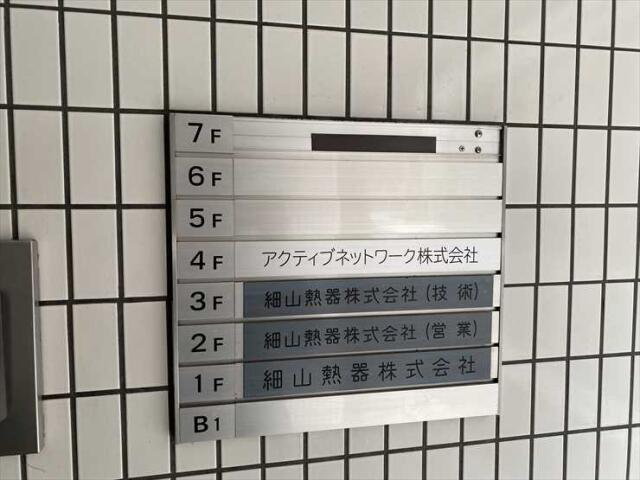 7F
6F
5F
4F アクティブネットワーク株式会社
3F 細山熱器株式会社(技術)
2F 細山熱器株式会社(営業)
1F 細山熱器株式会社
B1